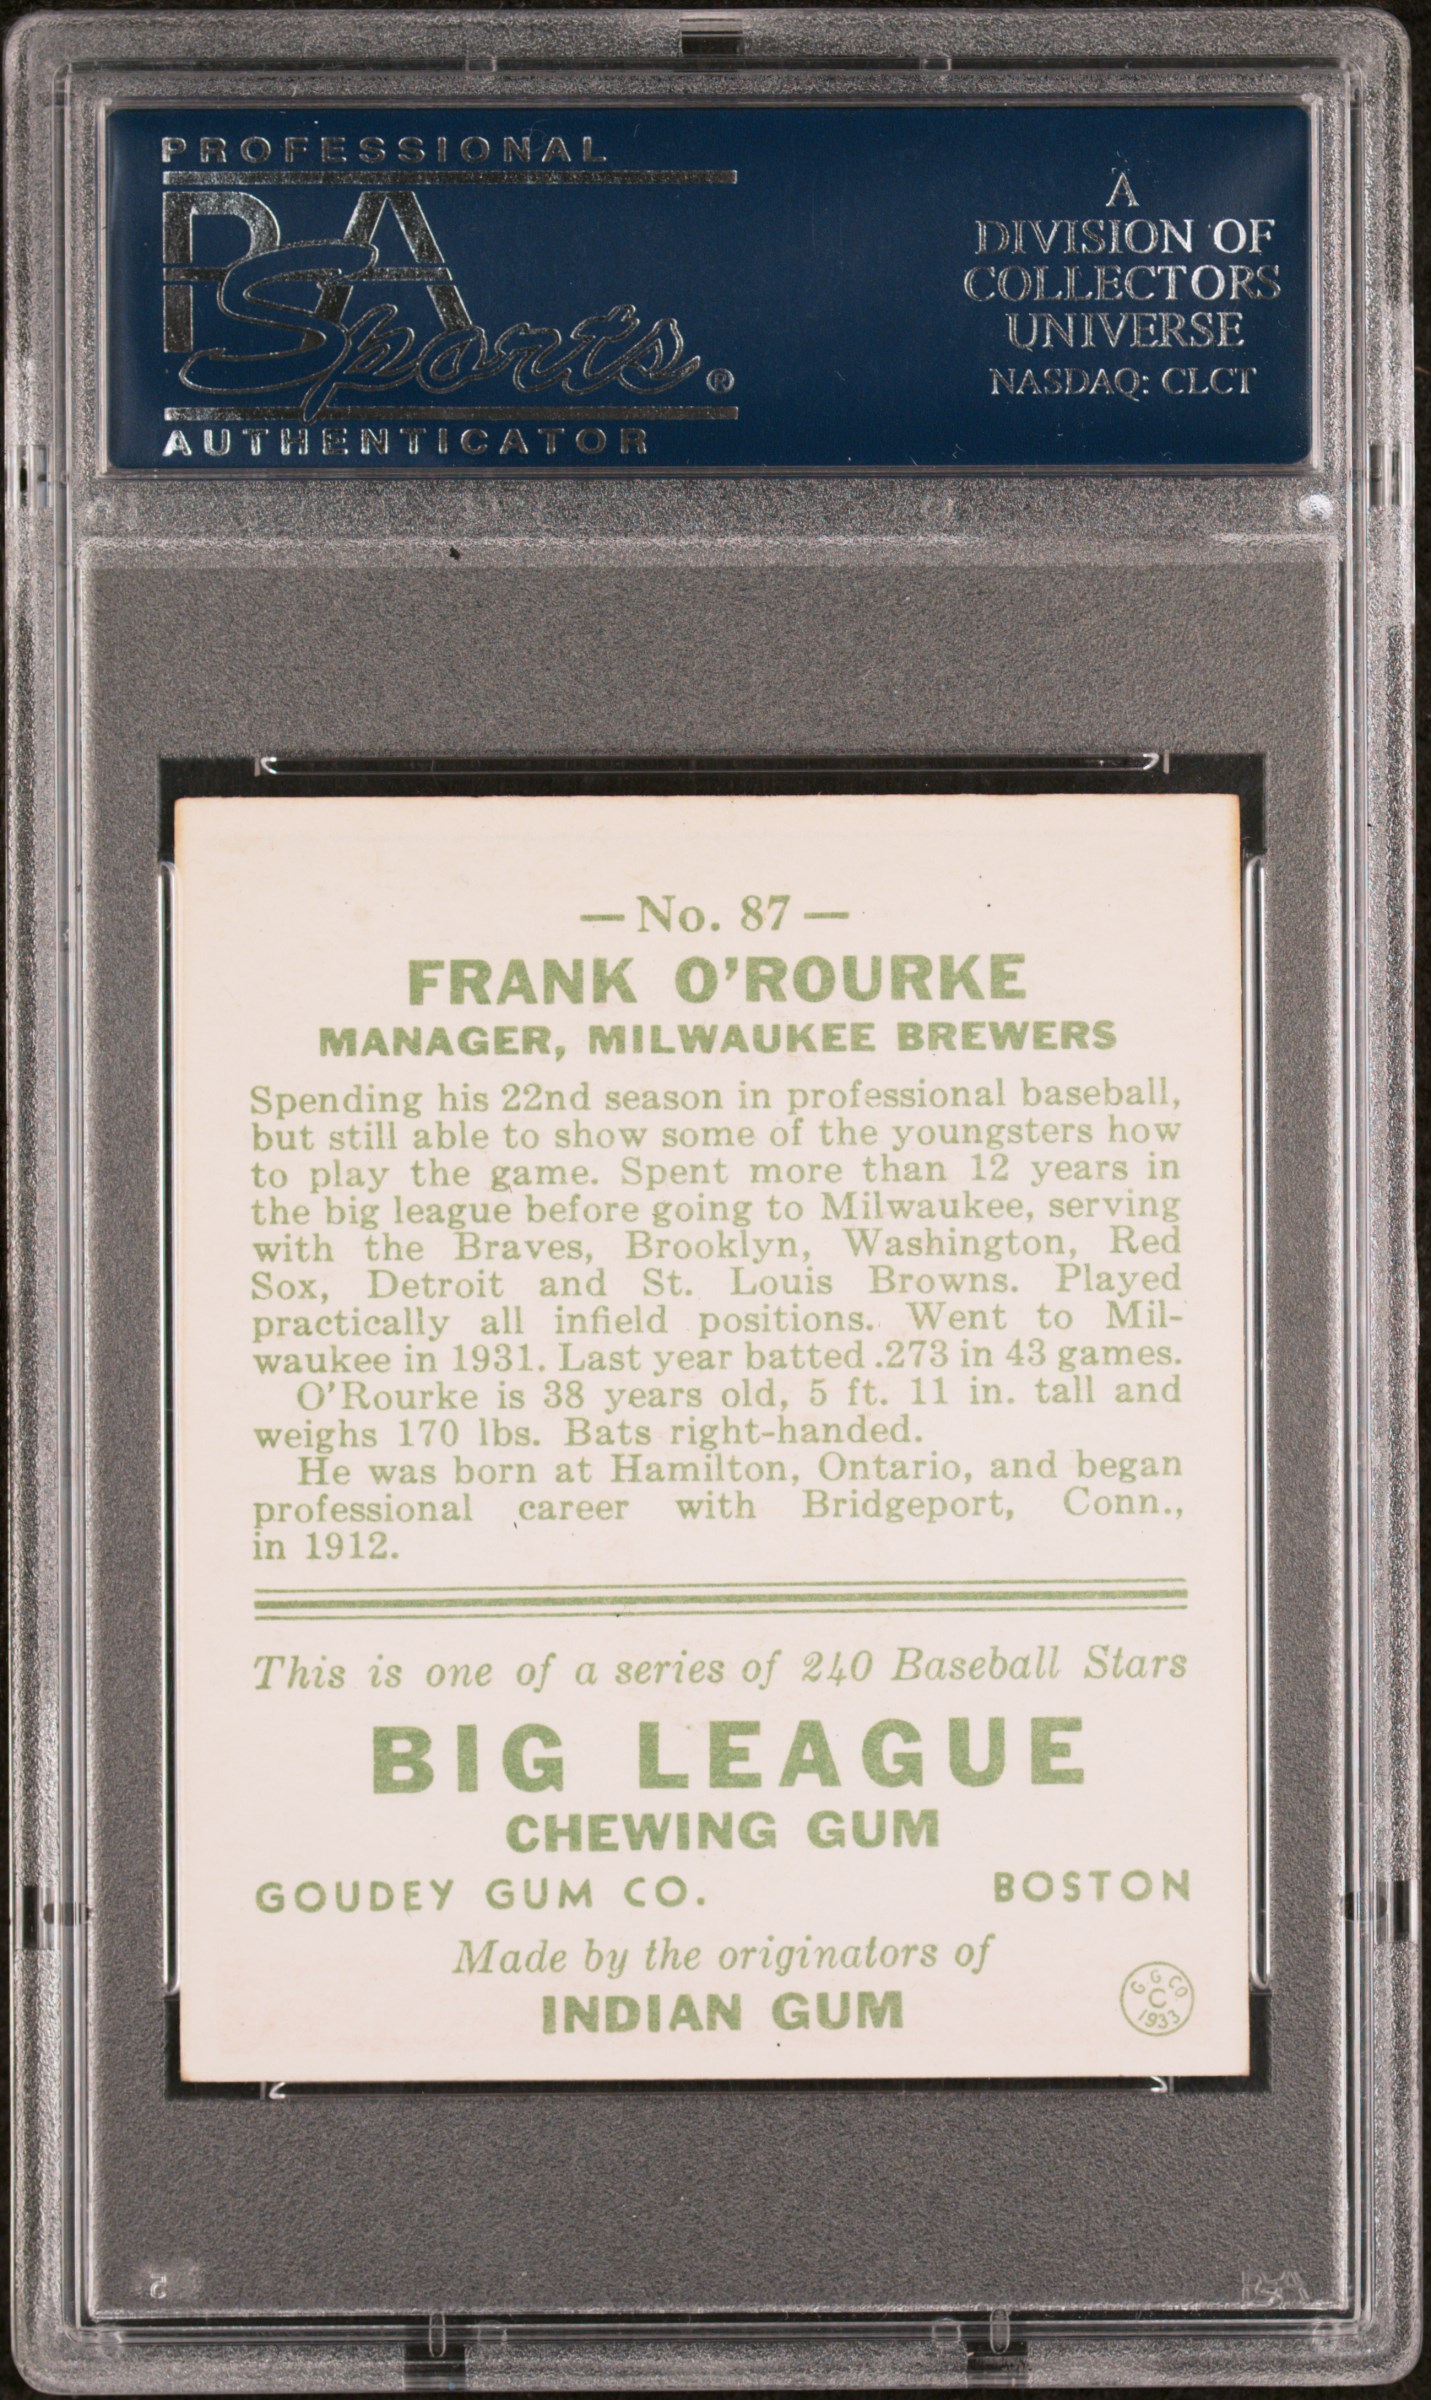 PROFESSIONAL
PSA
Sports®
AUTHENTICATOR
A
DIVISION OF
COLLECTORS
UNIVERSE
NASDAQ: CLCT
—No. 87—
FRANK O'ROURKE
MANAGER, MILWAUKEE BREWERS
Spending his 22nd season in professional baseball,
but still able to show some of the youngsters how
to play the game. Spent more than 12 years in
the big league before going to Milwaukee, serving
with the Braves, Brooklyn, Washington, Red
Sox, Detroit and St. Louis Browns. Played
practically all infield positions. Went to Mil-
waukee in 1931. Last year batted .273 in 43 games.
O'Rourke is 38 years old, 5 ft. 11 in. tall and
weighs 170 lbs. Bats right-handed.
He was born at Hamilton, Ontario, and began
professional career with Bridgeport, Conn.,
in 1912.
This is one of a series of 240 Baseball Stars
BIG LEAGUE
CHEWING GUM
GOUDEY GUM CO. BOSTON
Made by the originators of
INDIAN GUM
G G CO
C
1933